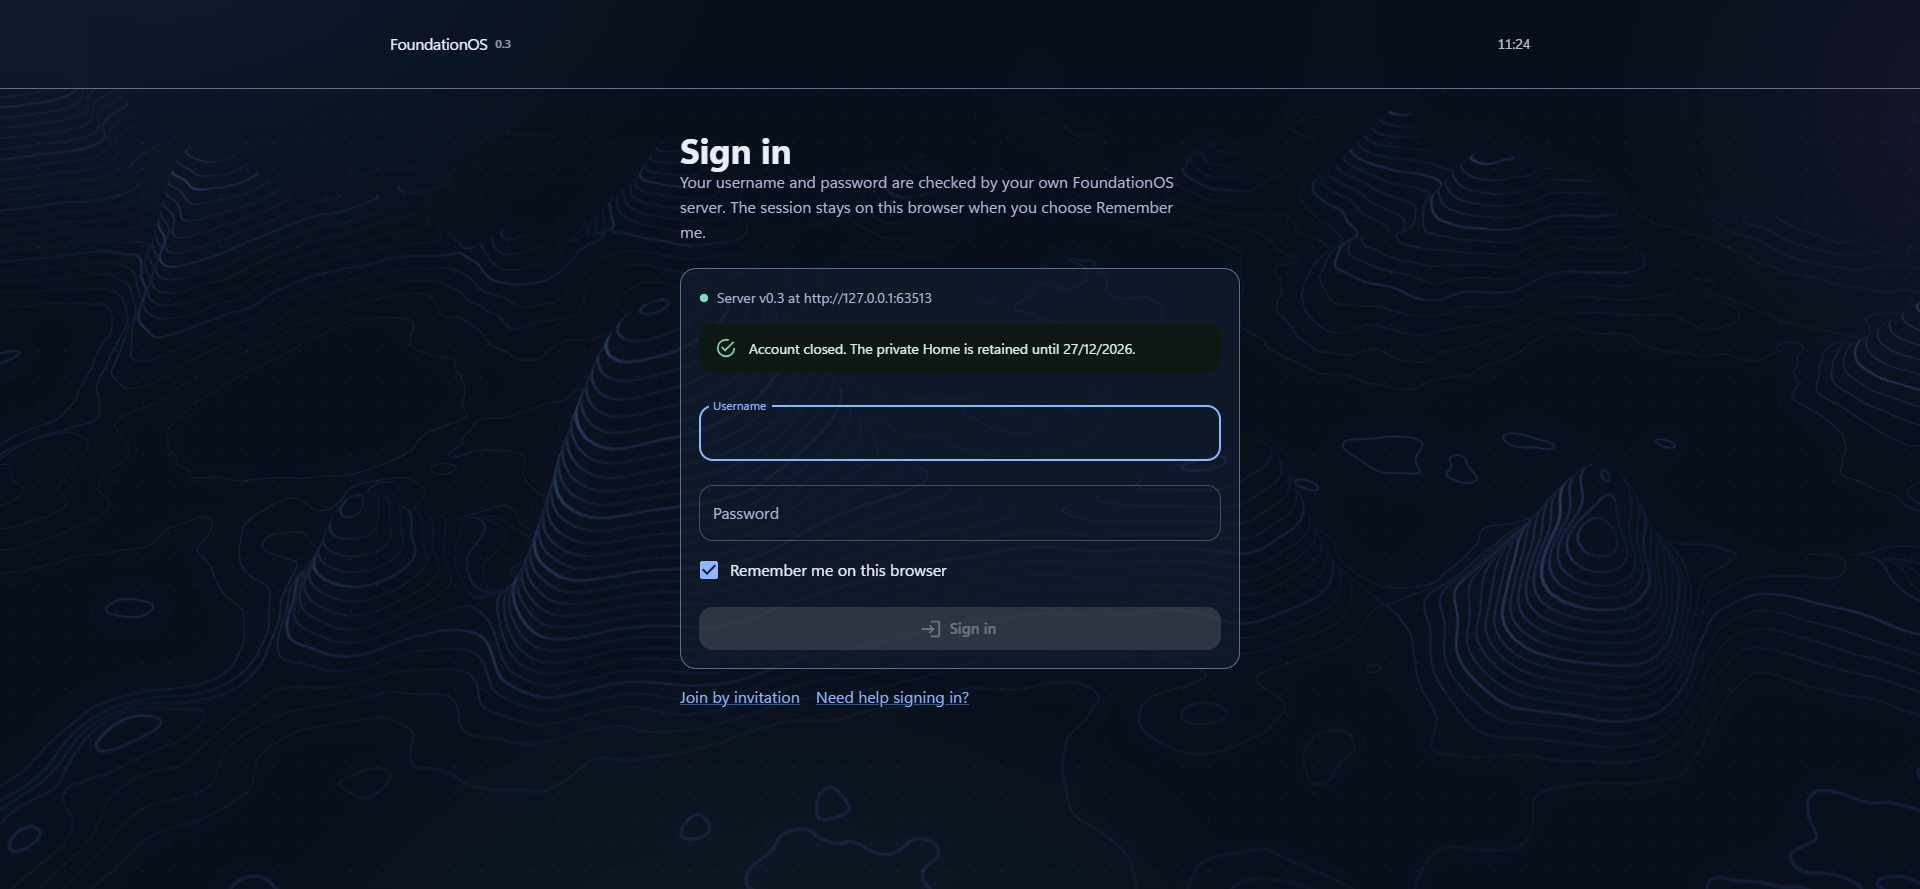 FoundationOS 0.3
11:24
Sign in
Your username and password are checked by your own FoundationOS
server. The session stays on this browser when you choose Remember
me.
Server v0.3 at http://127.0.0.1:63513
Account closed. The private Home is retained until 27/12/2026.
Username
Password
Remember me on this browser
Sign in
Join by invitation Need help signing in?